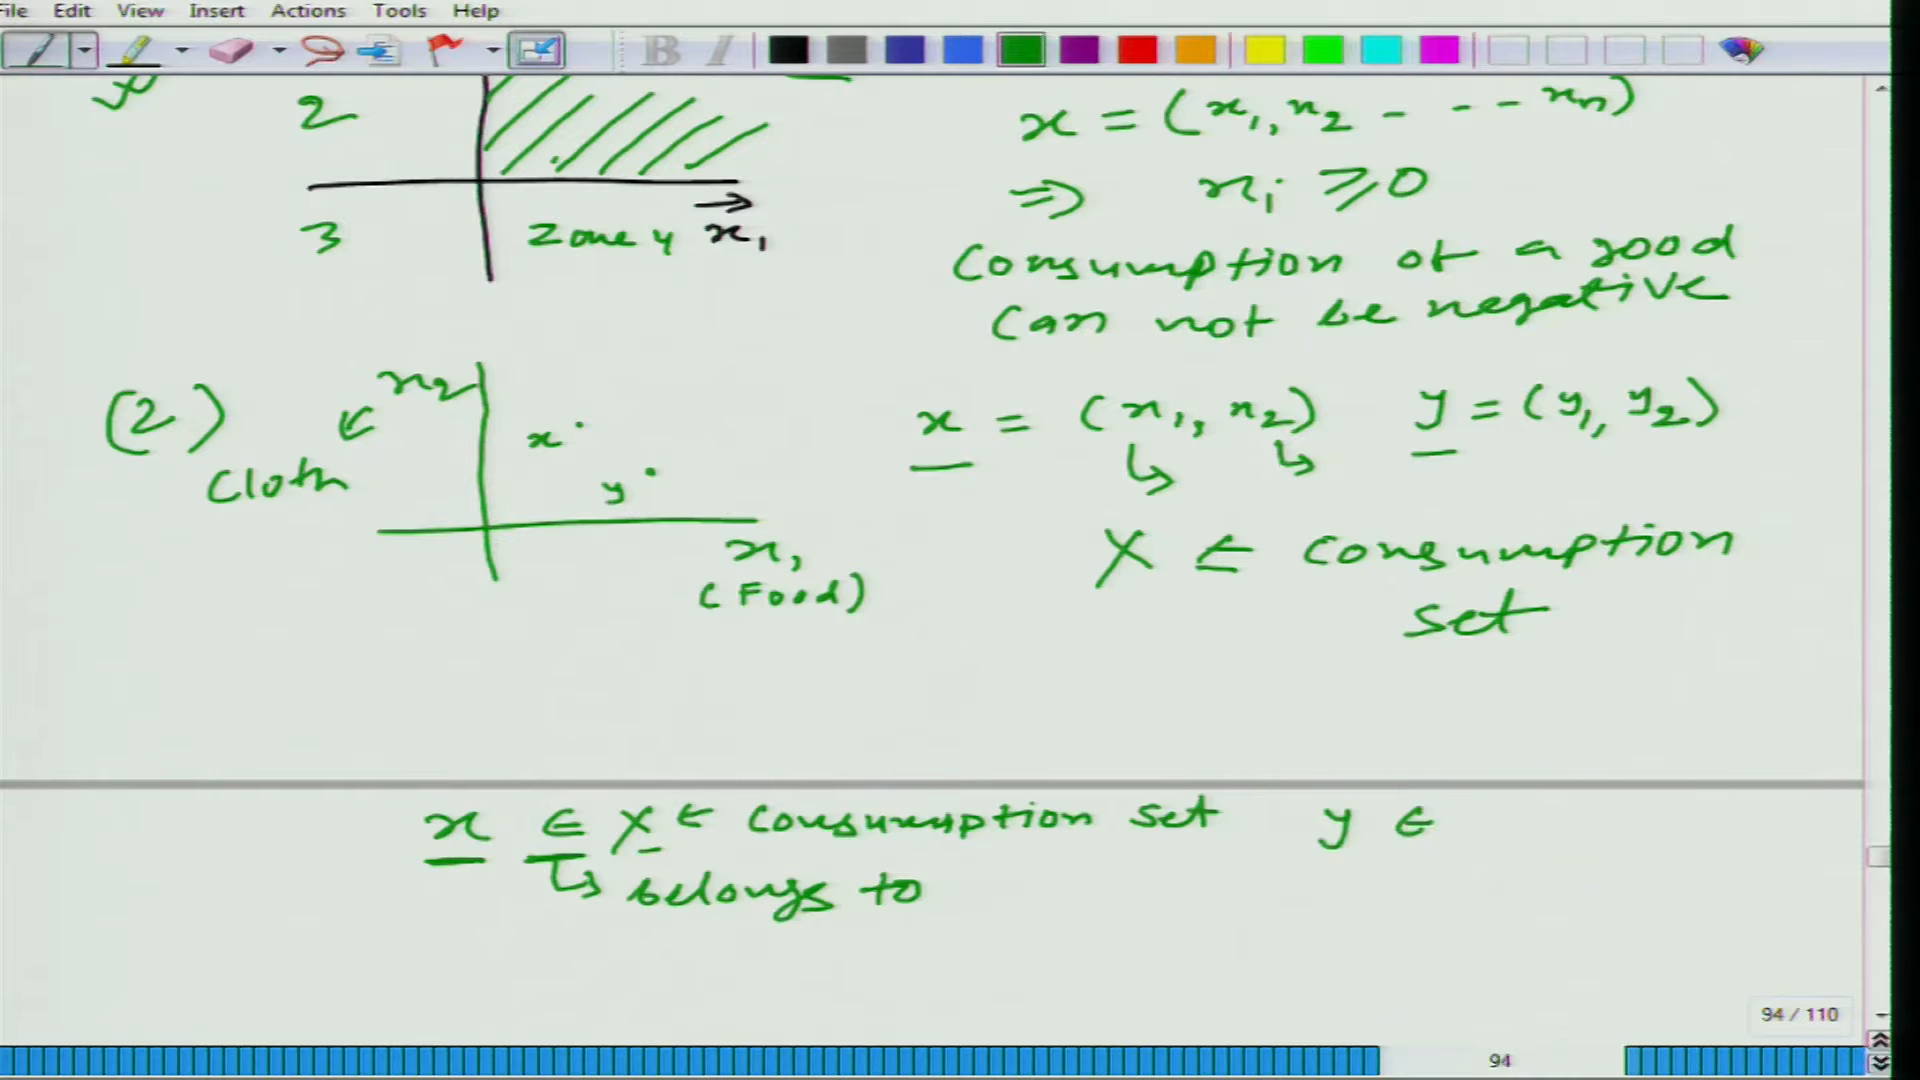 File Edit View Insert Actions Tools Help
B I
2
3 Zone 4 x₁
x = (x₁, x₂ - - - - xₙ)
⇒ xᵢ ⩾ 0
Consumption of a good
can not be negative
(2) x₂
Cloth
x
y
x₁
(Food)
x = (x₁, x₂) y = (y₁, y₂)
X ← consumption
set
x ∈ X ← consumption set y ∈
↳ belongs to
94 / 110
94